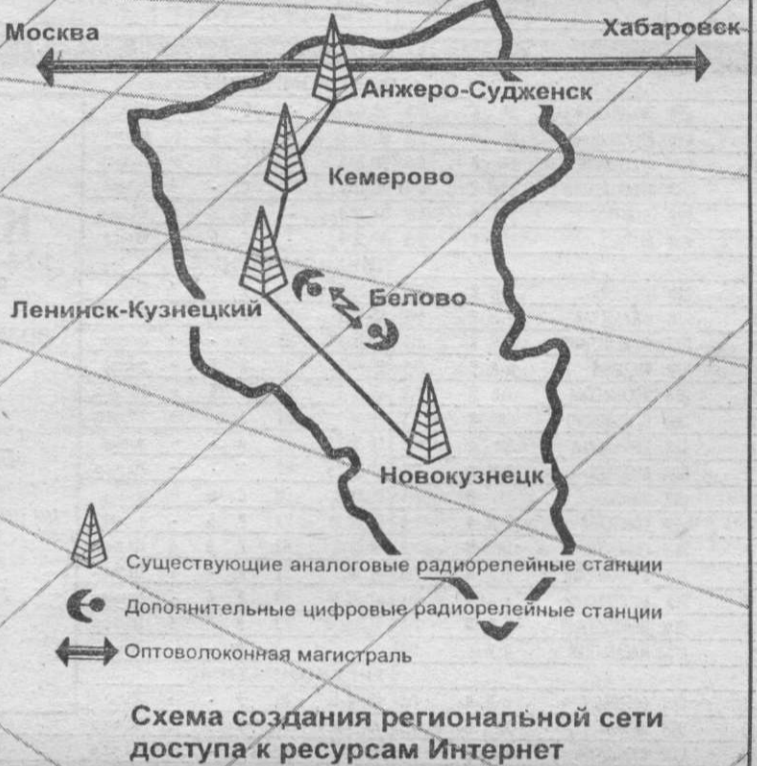 Москва
Хабаровск
Анжеро-Судженск
Кемерово
Белово
Ленинск-Кузнецкий
Новокузнецк
Существующие аналоговые радиорелейные станции
Дополнительные цифровые радиорелейные станции
Оптоволоконная магистраль
Схема создания региональной сети
доступа к ресурсам Интернет